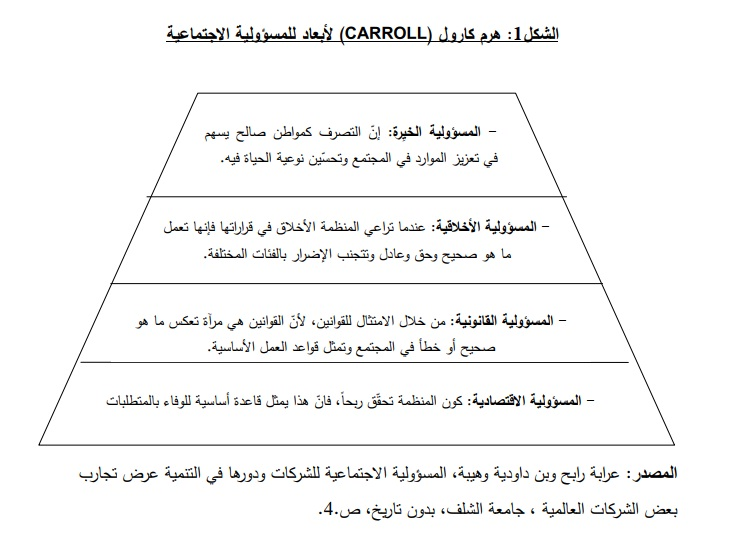 الشكل1: هرم كارول (CARROLL) لأبعاد للمسؤولية الاجتماعية
- المسؤولية الخيرة: إنّ التصرف كمواطن صالح يسهم
في تعزيز الموارد في المجتمع وتحسّين نوعية الحياة فيه.
- المسؤولية الأخلاقية: عندما تراعي المنظمة الأخلاق في قراراتها فإنها تعمل
ما هو صحيح وحق وعادل وتتجنب الإضرار بالفئات المختلفة.
- المسؤولية القانونية: من خلال الامتثال للقوانين، لأنّ القوانين هي مرآة تعكس ما هو
صحيح أو خطأ في المجتمع وتمثل قواعد العمل الأساسية.
- المسؤولية الاقتصادية: كون المنظمة تحقّق ربحاً، فانّ هذا يمثل قاعدة أساسية للوفاء بالمتطلبات
المصدر: عرابة رابح وبن داودية وهيبة، المسؤولية الاجتماعية للشركات ودورها في التنمية عرض تجارب
بعض الشركات العالمية ، جامعة الشلف، بدون تاريخ، ص.4.